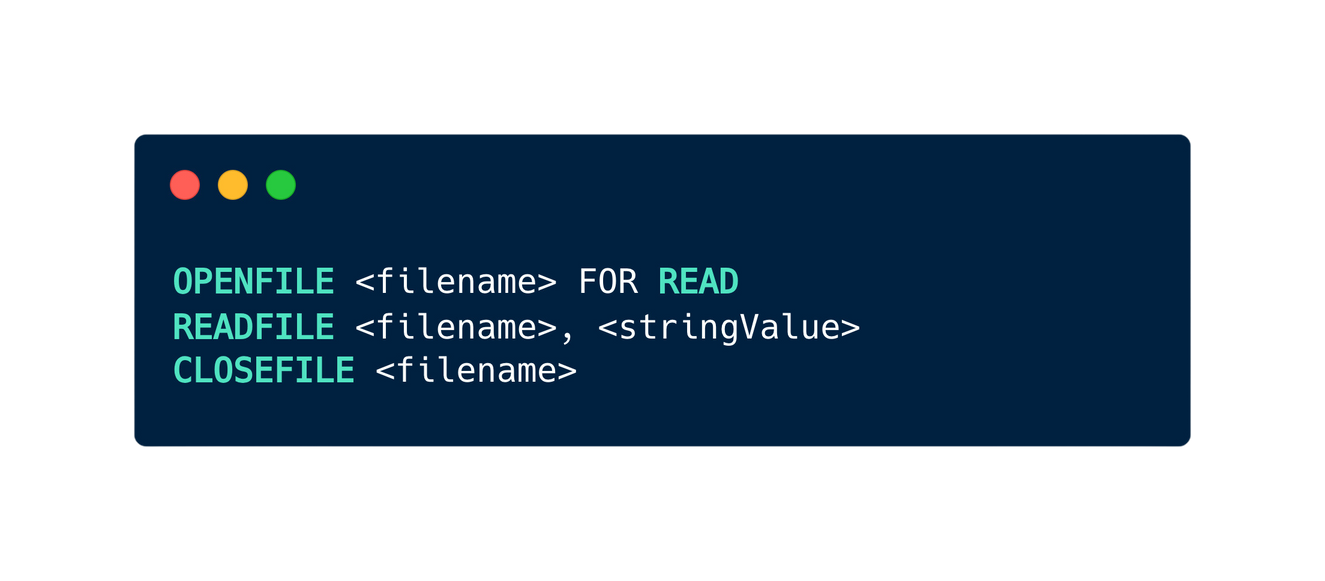 OPENFILE <filename> FOR READ
READFILE <filename>, <stringValue>
CLOSEFILE <filename>